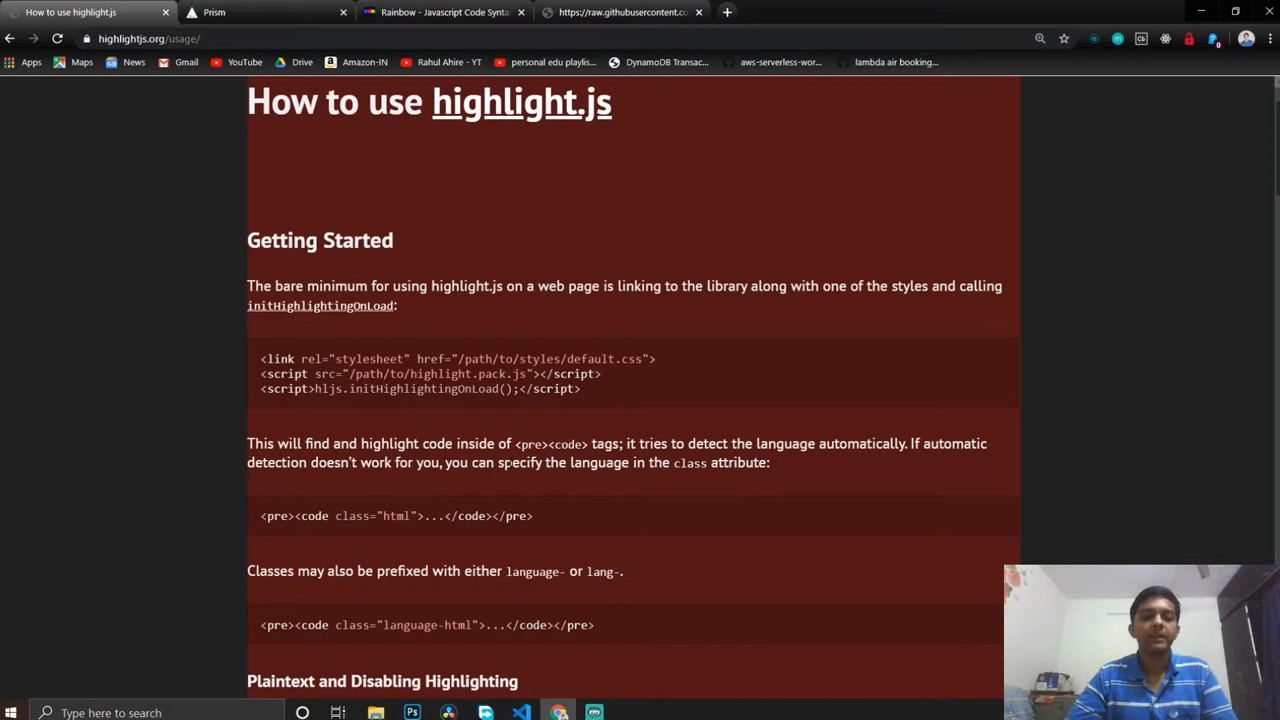 How to use highlight.js
Prism
Rainbow - Javascript Code Synta
https://raw.githubusercontent.co
highlightjs.org/usage/
Apps
Maps
News
Gmail
YouTube
Drive
Amazon-IN
Rahul Ahire - YT
personal edu playlis...
DynamoDB Transac...
aws-serverless-wor...
lambda air booking...
How to use highlight.js
Getting Started
The bare minimum for using highlight.js on a web page is linking to the library along with one of the styles and calling
initHighlightingOnLoad:
<link rel="stylesheet" href="/path/to/styles/default.css">
<script src="/path/to/highlight.pack.js"></script>
<script>hljs.initHighlightingOnLoad();</script>
This will find and highlight code inside of <pre><code> tags; it tries to detect the language automatically. If automatic
detection doesn't work for you, you can specify the language in the class attribute:
<pre><code class="html">...</code></pre>
Classes may also be prefixed with either language- or lang-.
<pre><code class="language-html">...</code></pre>
Plaintext and Disabling Highlighting
Type here to search